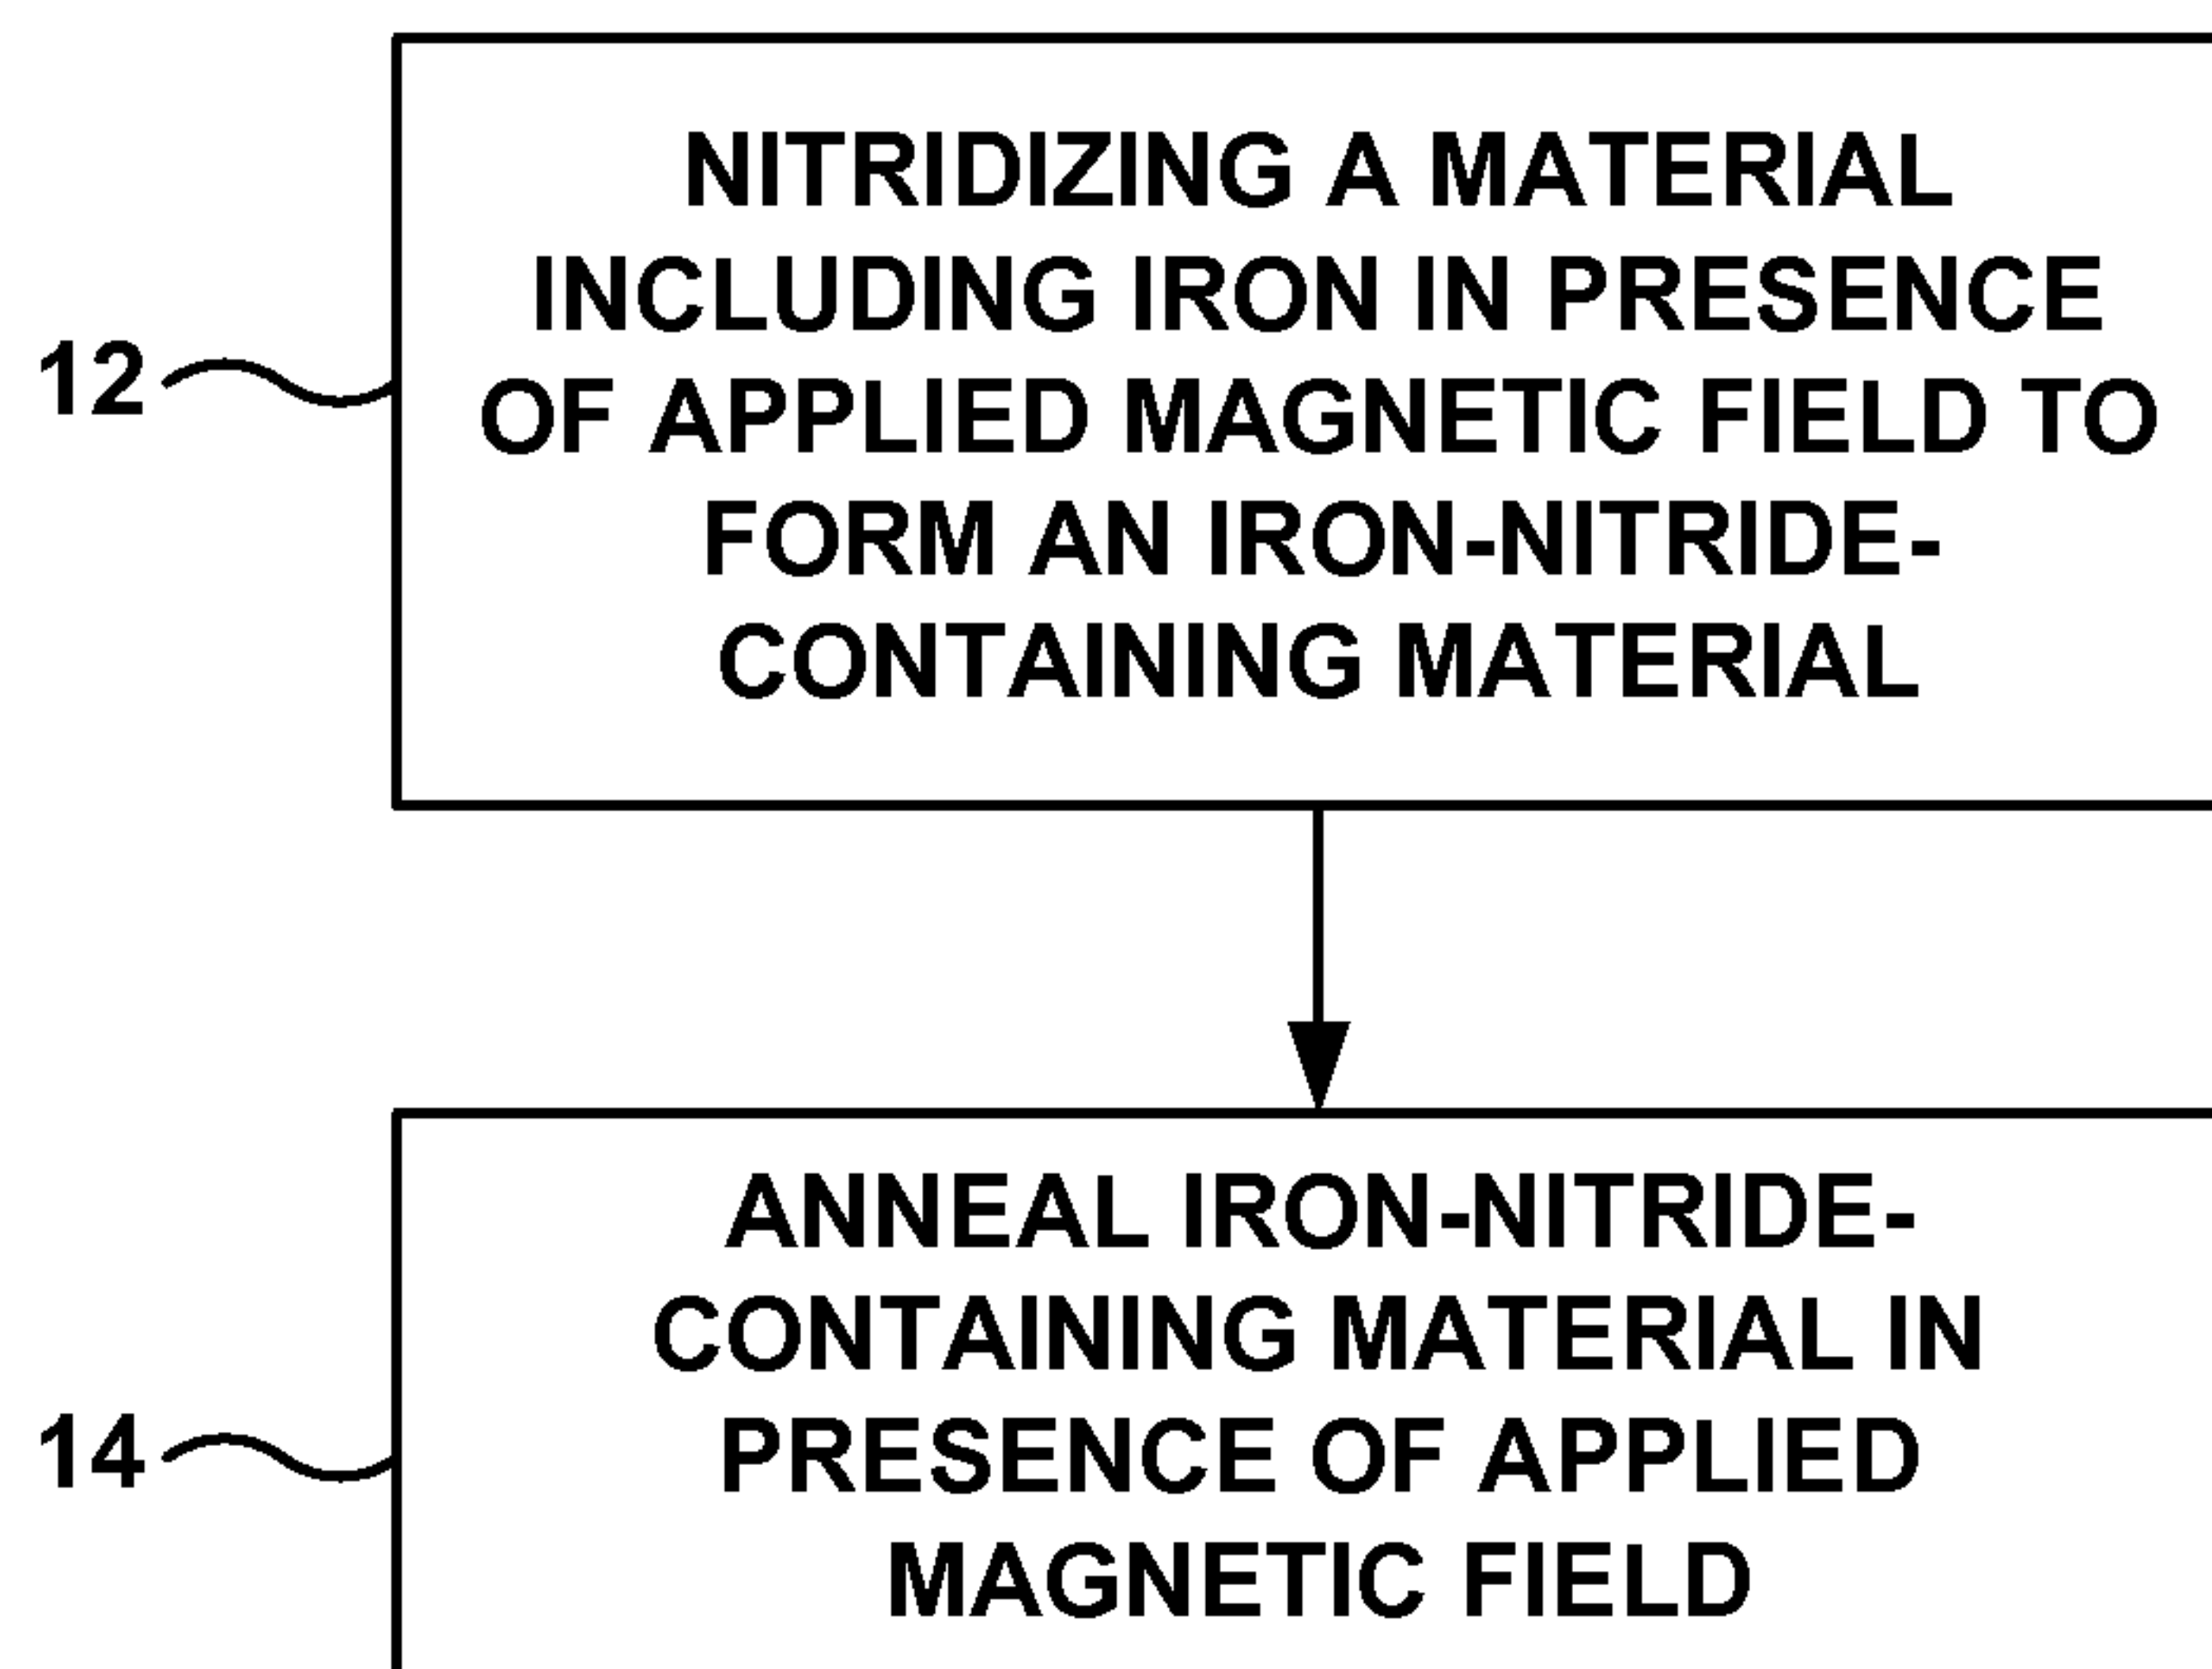 NITRIDIZING A MATERIAL
INCLUDING IRON IN PRESENCE
12
OF APPLIED MAGNETIC FIELD TO
FORM AN IRON-NITRIDE-
CONTAINING MATERIAL
ANNEAL IRON-NITRIDE-
CONTAINING MATERIAL IN
14
PRESENCE OF APPLIED
MAGNETIC FIELD